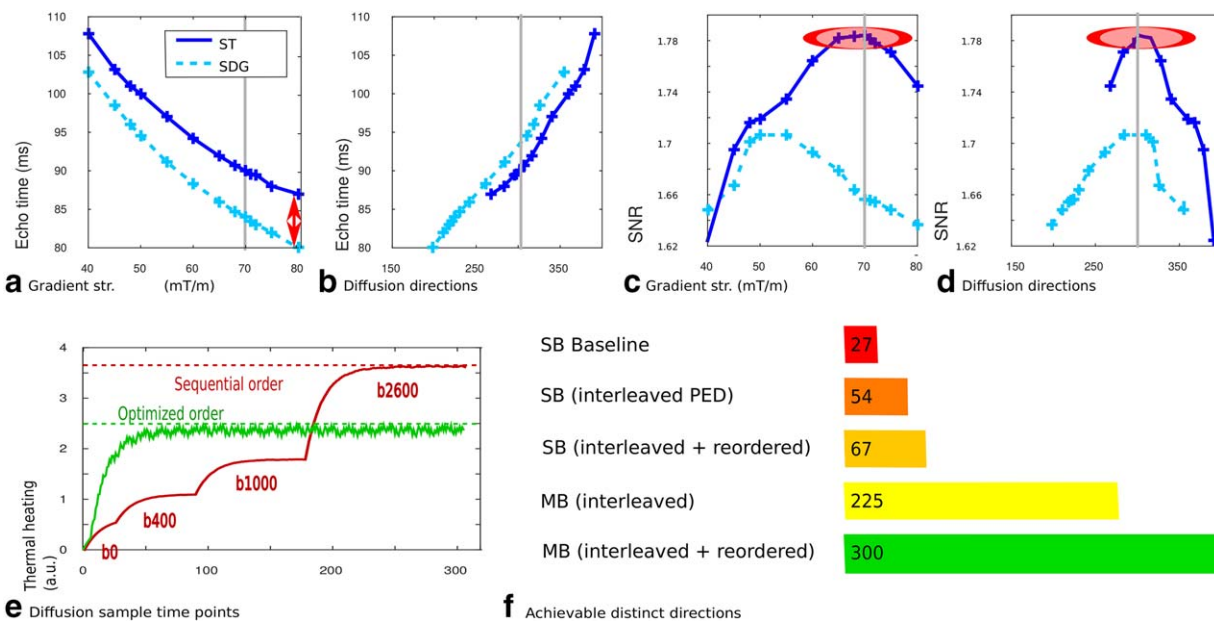 110
105
100
95
90
85
80
Echo time (ms)
ST
SDG
40
50
60
70
80
a Gradient str. (mT/m)
110
105
100
95
90
85
80
Echo time (ms)
150
250
350
b Diffusion directions
1.78
1.74
1.7
1.66
1.62
SNR
40
50
60
70
80
c Gradient str. (mT/m)
1.78
1.74
1.7
1.66
1.62
SNR
150
250
350
d Diffusion directions
4
3
2
1
0
Thermal heating
(a.u.)
Sequential order
Optimized order
b2600
b1000
b400
b0
0
100
200
300
e Diffusion sample time points
SB Baseline 27
SB (interleaved PED) 54
SB (interleaved + reordered) 67
MB (interleaved) 225
MB (interleaved + reordered) 300
f Achievable distinct directions